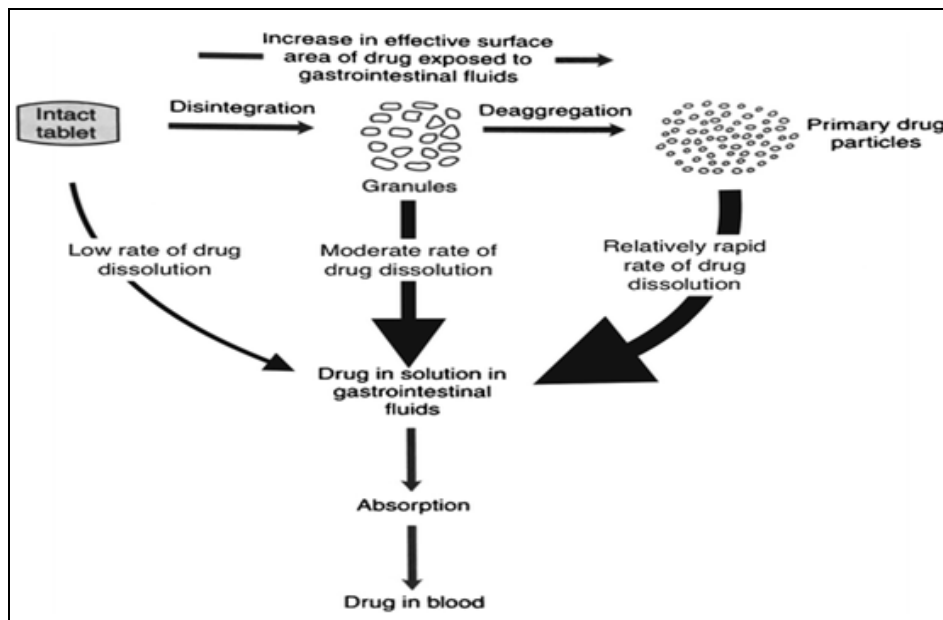 Increase in effective surface
area of drug exposed to
gastrointestinal fluids
Intact
tablet
Disintegration
Deaggregation
Primary drug
particles
Granules
Low rate of drug
dissolution
Moderate rate of
drug dissolution
Relatively rapid
rate of drug
dissolution
Drug in solution in
gastrointestinal
fluids
Absorption
Drug in blood